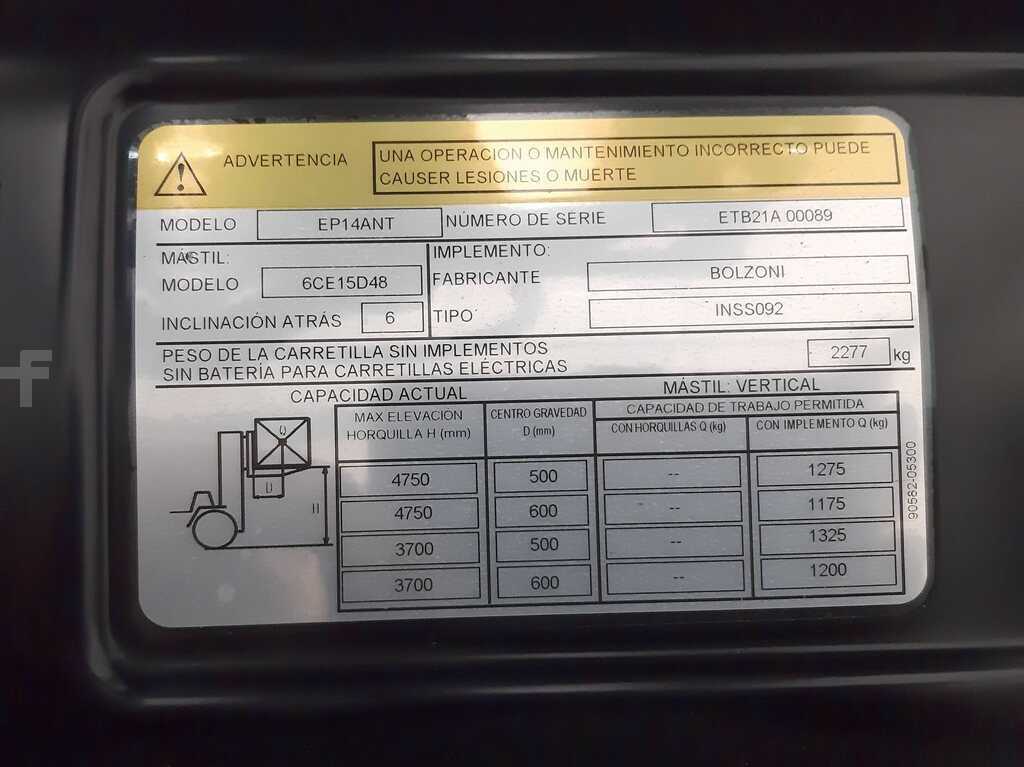 ADVERTENCIA
UNA OPERACION O MANTENIMIENTO INCORRECTO PUEDE
CAUSER LESIONES O MUERTE
MODELO EP14ANT NÚMERO DE SERIE ETB21A 00089
MÁSTIL:
MODELO 6CE15D48
INCLINACIÓN ATRÁS 6
IMPLEMENTO:
FABRICANTE BOLZONI
TIPO INSS092
PESO DE LA CARRETILLA SIN IMPLEMENTOS
SIN BATERÍA PARA CARRETILLAS ELÉCTRICAS
2277 kg
CAPACIDAD ACTUAL MÁSTIL: VERTICAL
MAX ELEVACIÓN
HORQUILLA H (mm)
CENTRO GRAVEDAD
D (mm)
CAPACIDAD DE TRABAJO PERMITIDA
CON HORQUILLAS Q (kg) CON IMPLEMENTO Q (kg)
4750 500 -- 1275
4750 600 -- 1175
3700 500 -- 1325
3700 600 -- 1200
Q
D
H
90582-05300
f